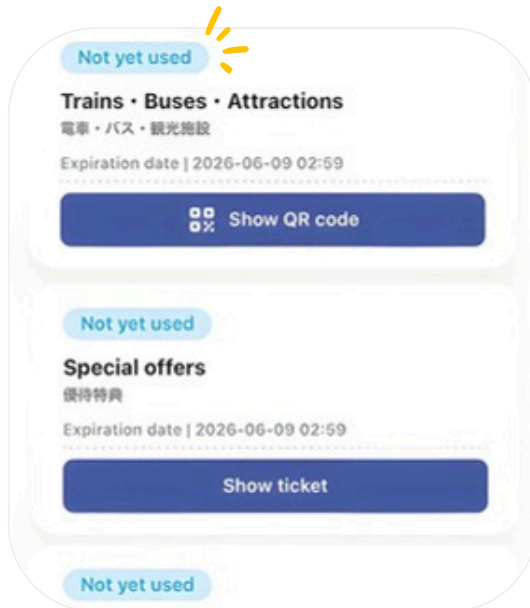 Not yet used
Trains・Buses・Attractions
電車・バス・観光施設
Expiration date | 2026-06-09 02:59
Show QR code
Not yet used
Special offers
優待特典
Expiration date | 2026-06-09 02:59
Show ticket
Not yet used